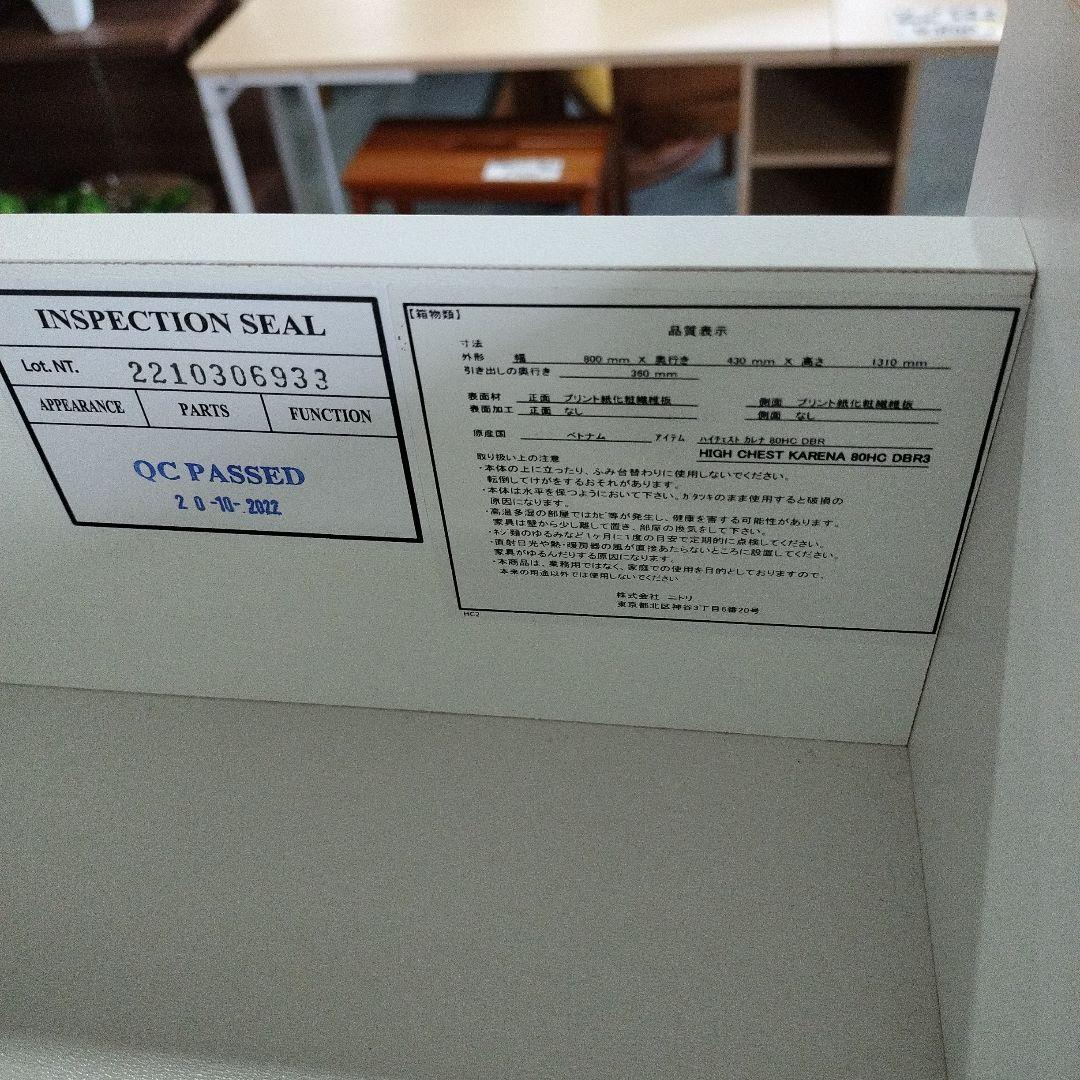 INSPECTION SEAL
Lot.NT. 2210306933
APPEARANCE PARTS FUNCTION
QC PASSED
20-10-2022
【箱物類】
品質表示
寸法
外形 幅 800 mm X 奥行き 430 mm X 高さ 1310 mm
引き出しの奥行き 360 mm
表面材 正面 プリント紙化粧繊維板 側面 プリント紙化粧繊維板
表面加工 正面 なし 側面 なし
原産国 ベトナム アイテム ハイチェスト カレナ 80HC DBR
HIGH CHEST KARENA 80HC DBR3
取り扱い上の注意
・本体の上に立ったり、ふみ台替わりに使用しないでください。
転倒してけがをするおそれがあります。
・本体は水平を保つようにおいて下さい。ガタツキのまま使用すると破損の
原因になります。
・高温多湿の部屋ではカビ等が発生し、健康を害する可能性があります。
家具は壁から少し離して置き、部屋の換気をして下さい。
・ネジ類のゆるみなど1ヶ月に1度の目安で定期的に点検してください。
・直射日光や熱・暖房器の風が直接あたらないところに設置してください。
家具がゆるんだりする原因になります。
・本商品は、業務用ではなく、家庭での使用を目的としておりますので、
本来の用途以外では使用しないでください
株式会社 ニトリ
東京都北区神谷3丁目6番20号
HC2